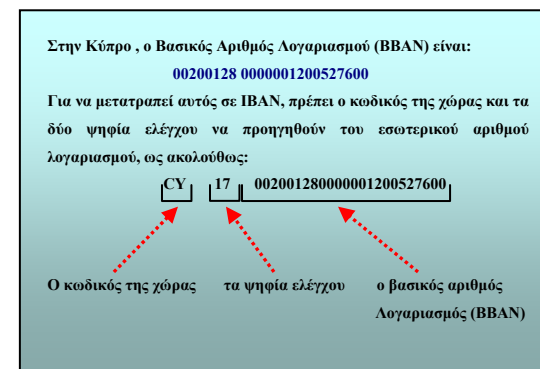 Στην Κύπρο , ο Βασικός Αριθμός Λογαριασμού (BBAN) είναι:
00200128 0000001200527600
Για να μετατραπεί αυτός σε IBAN, πρέπει ο κωδικός της χώρας και τα
δύο ψηφία ελέγχου να προηγηθούν του εσωτερικού αριθμού
λογαριασμού, ως ακολούθως:
CY 17 002001280000001200527600
Ο κωδικός της χώρας τα ψηφία ελέγχου ο βασικός αριθμός
Λογαριασμός (BBAN)